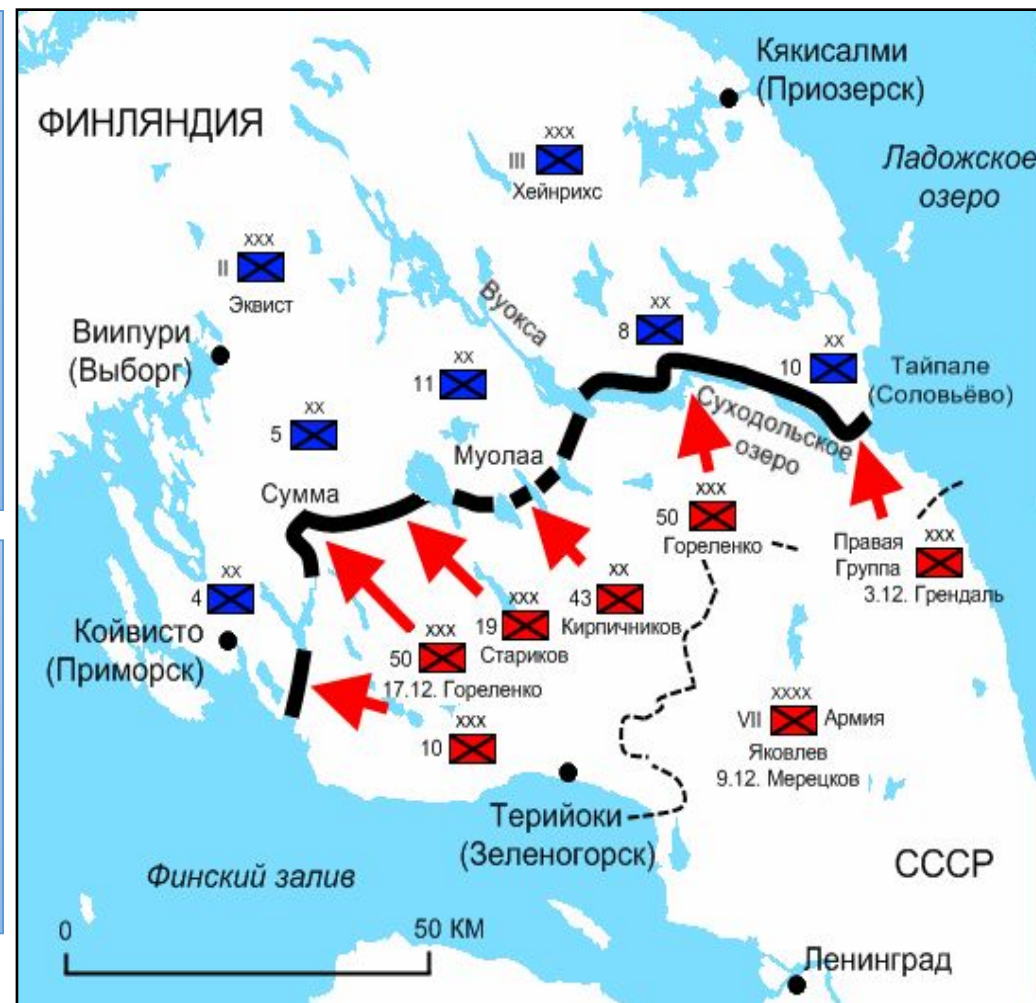 Кякисалми
(Приозерск)
ФИНЛЯНДИЯ
xxx
III
Хейнрихс
Ладожское
озеро
xxx
II
Эквист
Вуокса
Виипури
(Выборг)
xx
8
xx
10
Тайпале
(Соловьёво)
xx
11
xx
5
Муолаа
Суходольское
озеро
Сумма
xxx
50
Гореленко
Правая
Группа
xxx
3.12. Грендаль
xx
4
xx
43
Кирпичников
xxx
19
Стариков
Койвисто
(Приморск)
xxx
50
17.12. Гореленко
xxx
10
xxxx
VII
Армия
Яковлев
9.12. Мерецков
Терийоки
(Зеленогорск)
СССР
Финский залив
0
50 КМ
Ленинград